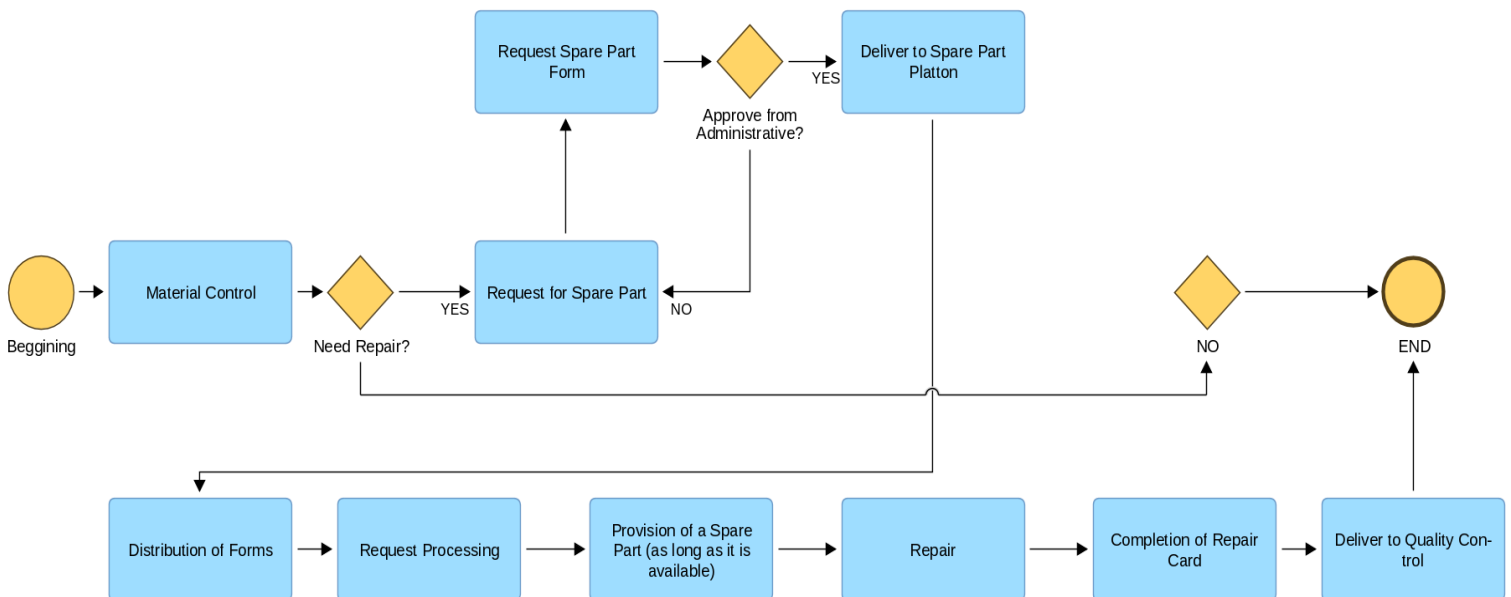 Request Spare Part
Form
Approve from
Administrative?
YES
Deliver to Spare Part
Platton
Beggining
Material Control
Need Repair?
YES
Request for Spare Part
NO
NO
END
Distribution of Forms
Request Processing
Provision of a Spare
Part (as long as it is
available)
Repair
Completion of Repair
Card
Deliver to Quality Con-
trol